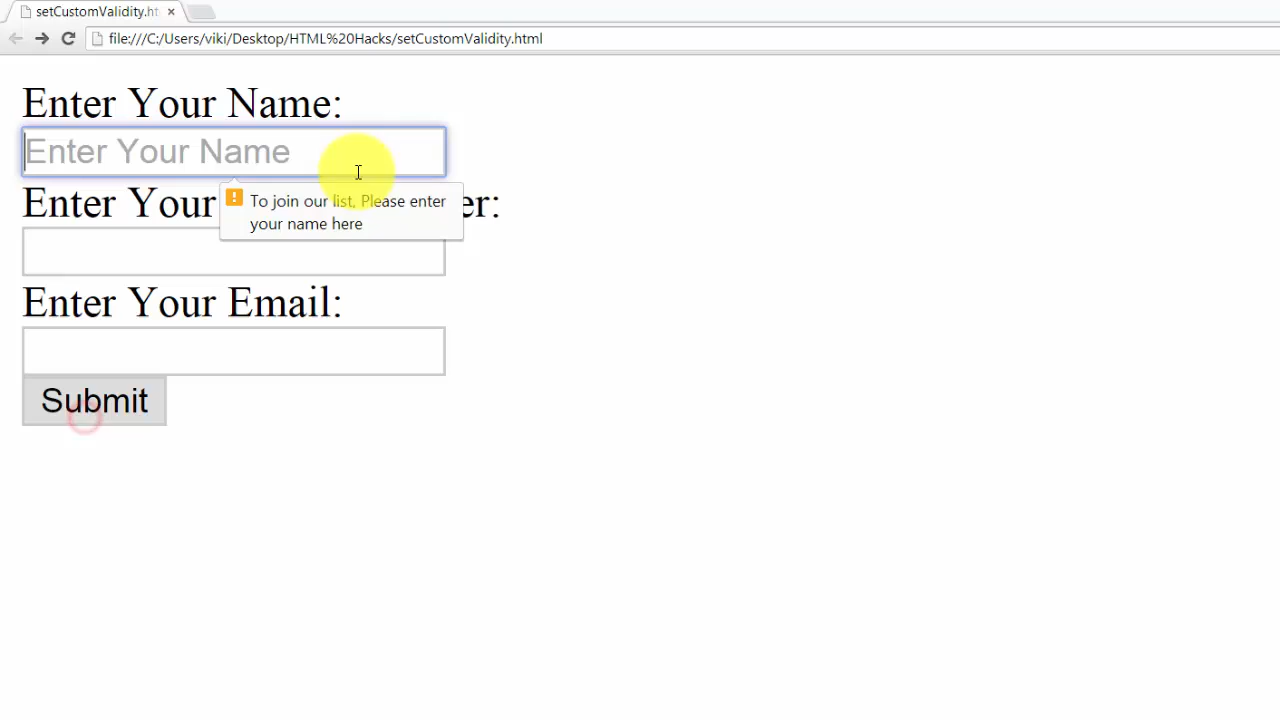 setCustomValidity.ht
file:///C:/Users/viki/Desktop/HTML%20Hacks/setCustomValidity.html
Enter Your Name:
Enter Your Name
To join our list, Please enter
your name here
Enter Your er:
Enter Your Email:
Submit